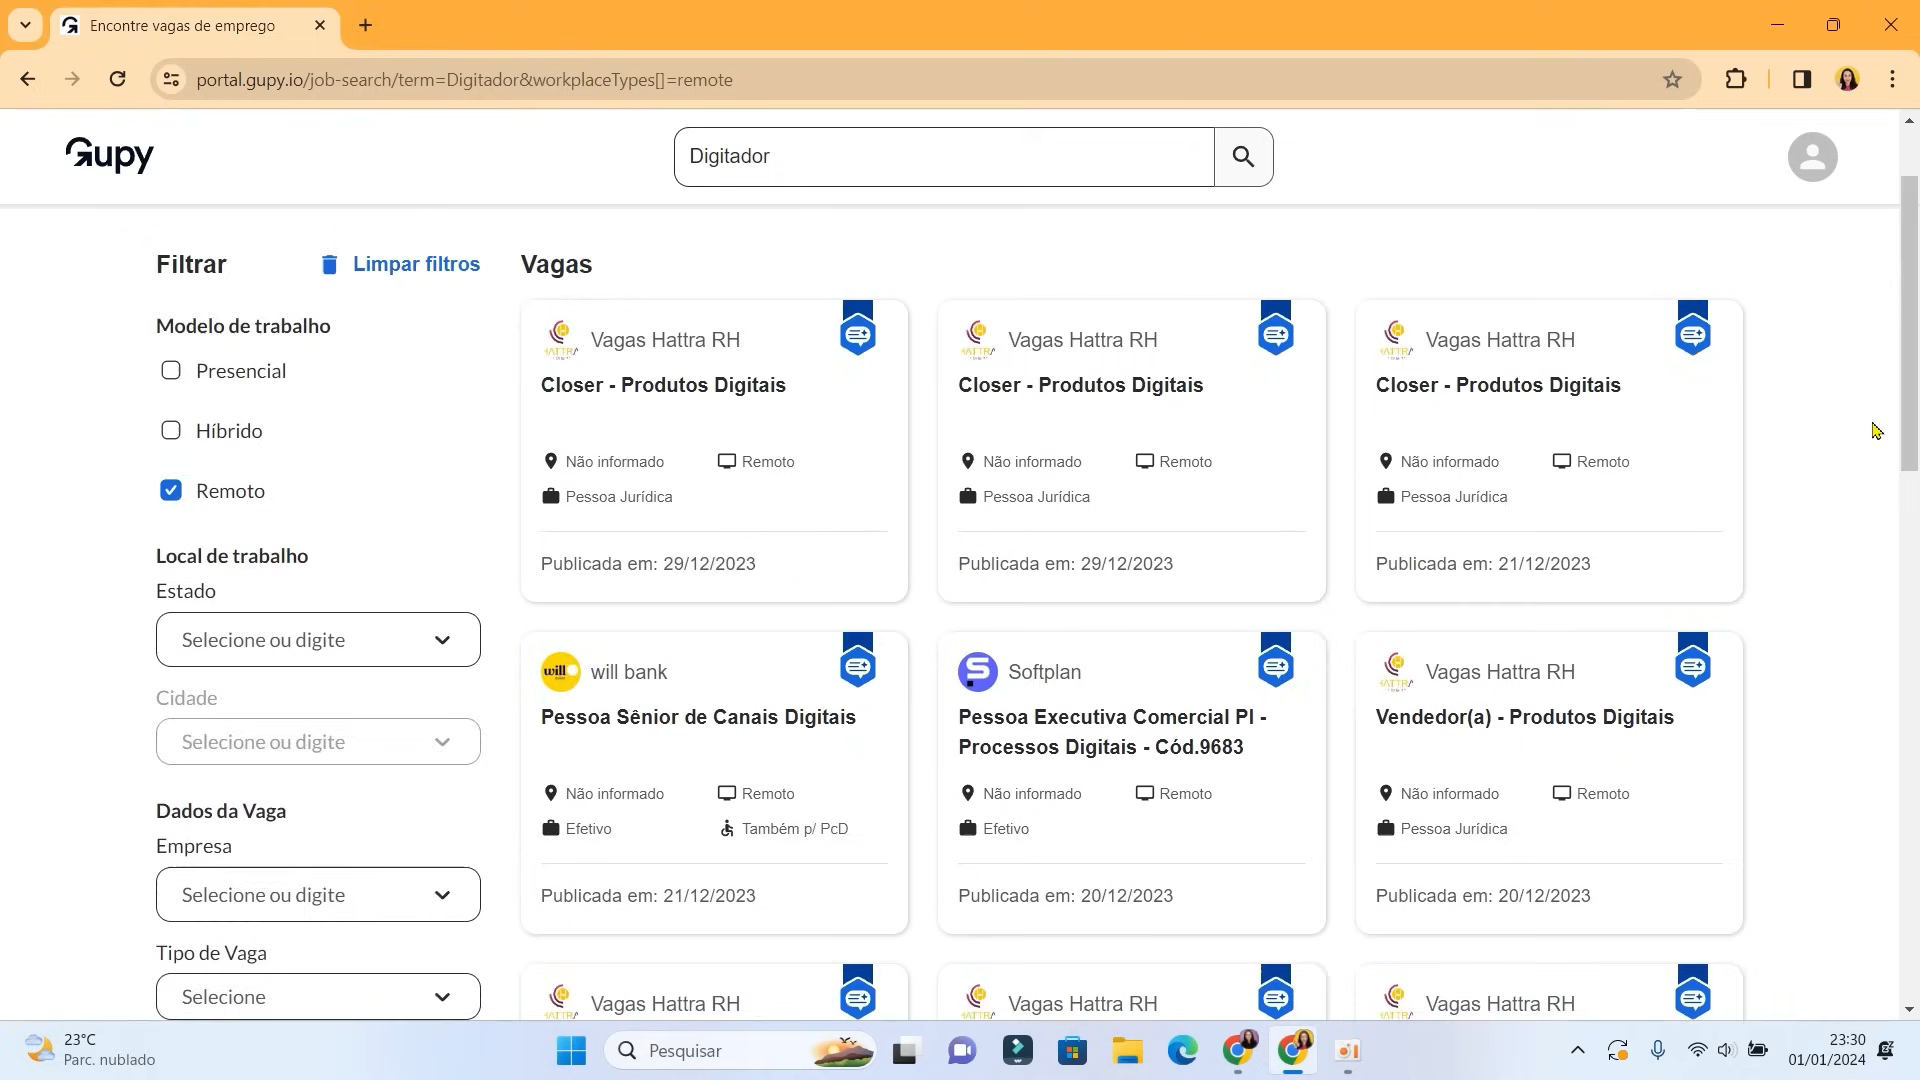 Encontre vagas de emprego
portal.gupy.io/job-search/term=Digitador&workplaceTypes[]=remote
Gupy
Digitador
Filtrar
Limpar filtros
Vagas
Modelo de trabalho
Presencial
Híbrido
Remoto
Local de trabalho
Estado
Selecione ou digite
Cidade
Selecione ou digite
Dados da Vaga
Empresa
Selecione ou digite
Tipo de Vaga
Selecione
Vagas Hattra RH
Closer - Produtos Digitais
Não informado
Remoto
Pessoa Jurídica
Publicada em: 29/12/2023
Vagas Hattra RH
Closer - Produtos Digitais
Não informado
Remoto
Pessoa Jurídica
Publicada em: 29/12/2023
Vagas Hattra RH
Closer - Produtos Digitais
Não informado
Remoto
Pessoa Jurídica
Publicada em: 21/12/2023
will
will bank
Pessoa Sênior de Canais Digitais
Não informado
Remoto
Efetivo
Também p/ PcD
Publicada em: 21/12/2023
Softplan
Pessoa Executiva Comercial Pl -
Processos Digitais - Cód.9683
Não informado
Remoto
Efetivo
Publicada em: 20/12/2023
Vagas Hattra RH
Vendedor(a) - Produtos Digitais
Não informado
Remoto
Pessoa Jurídica
Publicada em: 20/12/2023
Vagas Hattra RH
Vagas Hattra RH
Vagas Hattra RH
23°C
Parc. nublado
Pesquisar
23:30
01/01/2024